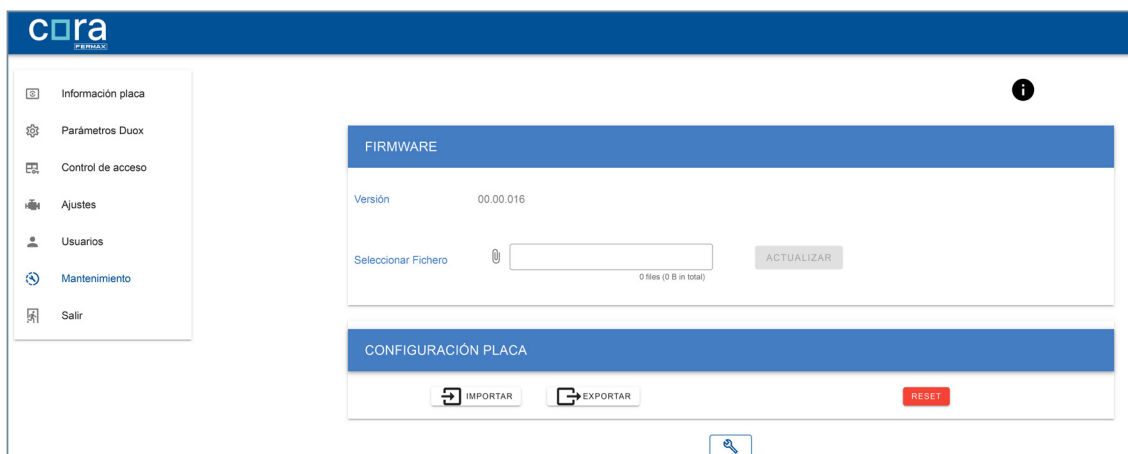 cora
FERMAX
Información placa
Parámetros Duox
Control de acceso
Ajustes
Usuarios
Mantenimiento
Salir
FIRMWARE
Versión 00.00.016
Seleccionar Fichero ACTUALIZAR
0 files (0 B in total)
CONFIGURACIÓN PLACA
IMPORTAR EXPORTAR RESET